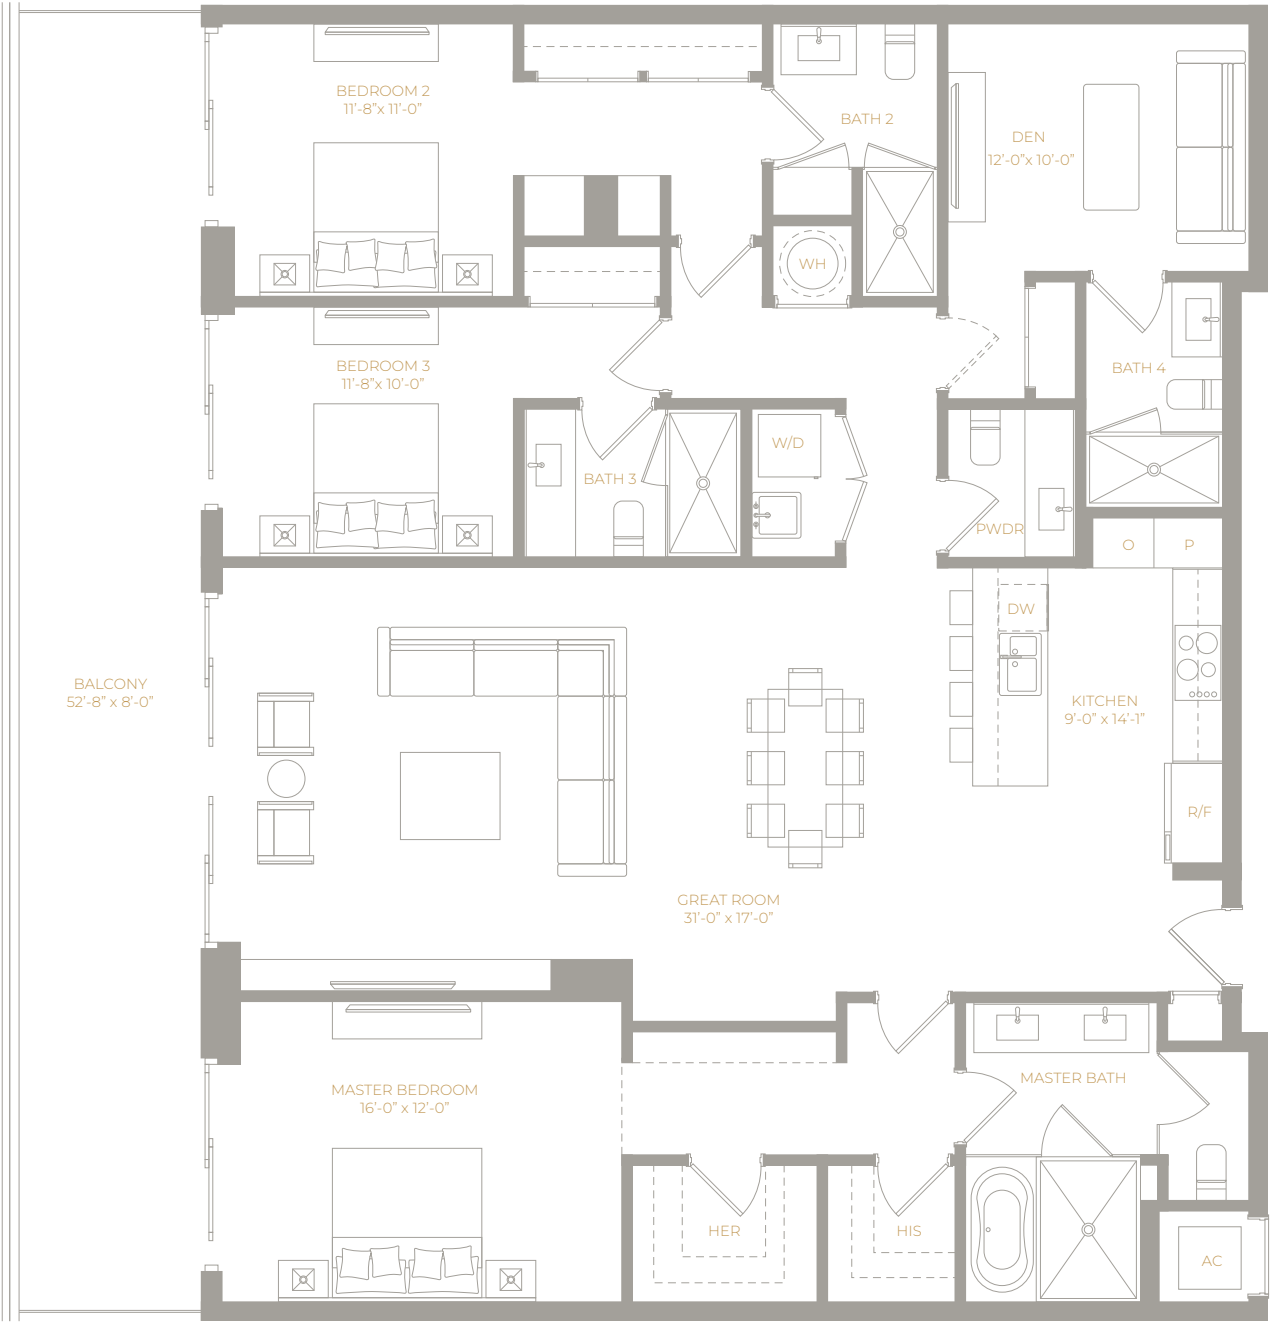 BEDROOM 2
11'-8"x 11'-0"
BATH 2
DEN
12'-0"x 10'-0"
WH
BEDROOM 3
11'-8"x 10'-0"
BATH 4
W/D
BATH 3
PWDR
O
P
DW
BALCONY
52'-8" x 8'-0"
KITCHEN
9'-0" x 14'-1"
R/F
GREAT ROOM
31'-0" x 17'-0"
MASTER BEDROOM
16'-0" x 12'-0"
MASTER BATH
HER
HIS
AC